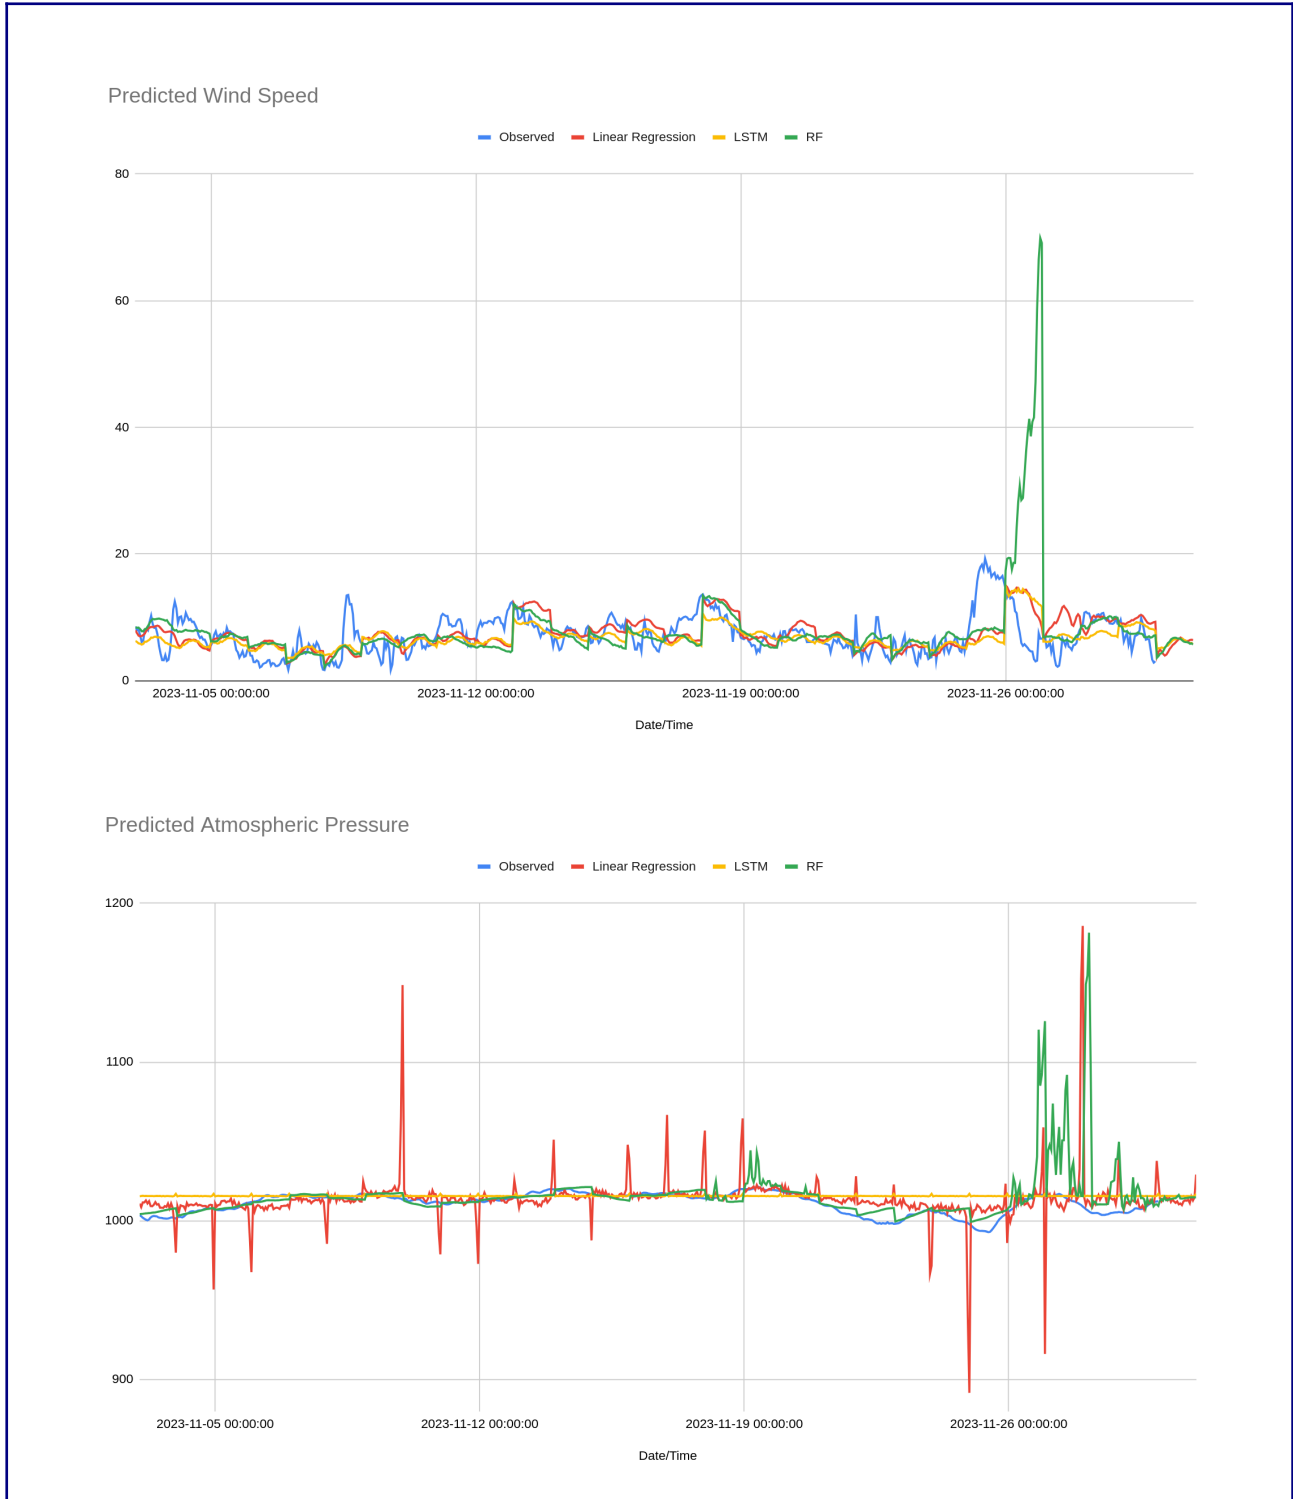 Predicted Wind Speed
Observed Linear Regression LSTM RF
80
60
40
20
0
2023-11-05 00:00:00 2023-11-12 00:00:00 2023-11-19 00:00:00 2023-11-26 00:00:00
Date/Time
Predicted Atmospheric Pressure
Observed Linear Regression LSTM RF
1200
1100
1000
900
2023-11-05 00:00:00 2023-11-12 00:00:00 2023-11-19 00:00:00 2023-11-26 00:00:00
Date/Time